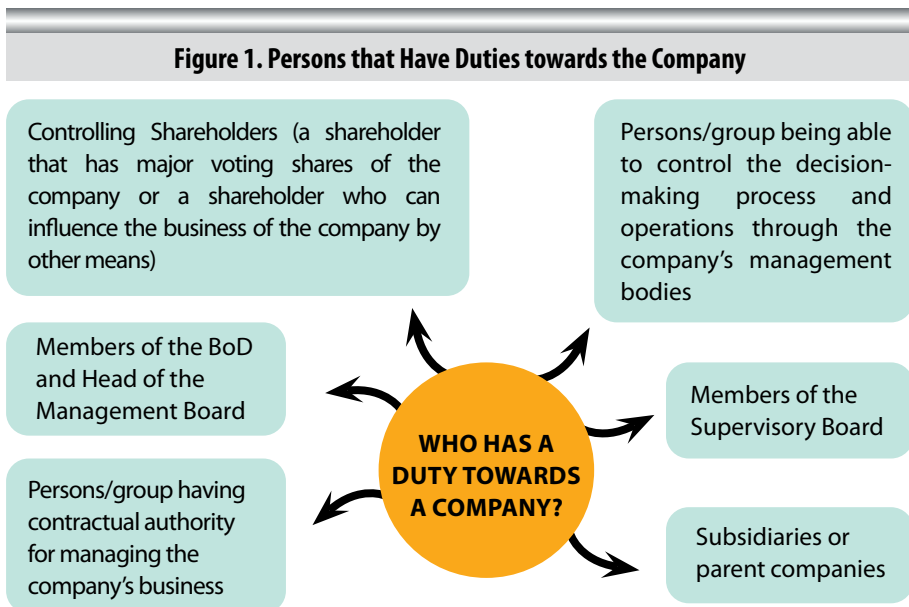 Figure 1. Persons that Have Duties towards the Company
Controlling Shareholders (a shareholder
that has major voting shares of the
company or a shareholder who can
influence the business of the company by
other means)
Persons/group being able
to control the decision-
making process and
operations through the
company's management
bodies
Members of the BoD
and Head of the
Management Board
WHO HAS A
DUTY TOWARDS
A COMPANY?
Members of the
Supervisory Board
Persons/group having
contractual authority
for managing the
company's business
Subsidiaries or
parent companies